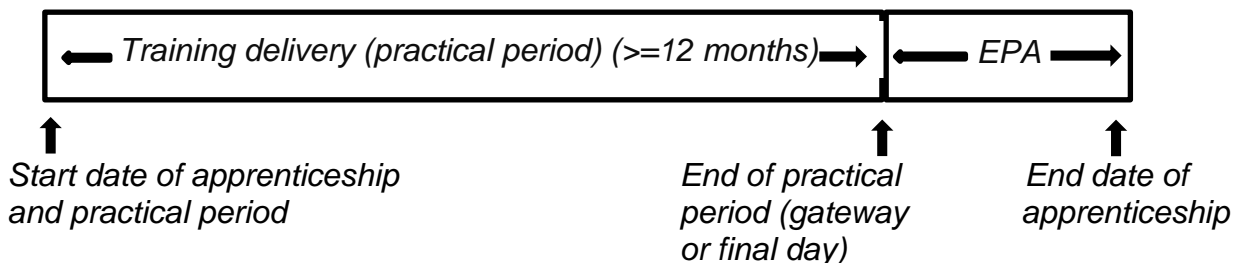 Training delivery (practical period) (>=12 months)
EPA
Start date of apprenticeship
and practical period
End of practical
period (gateway
or final day)
End date of
apprenticeship